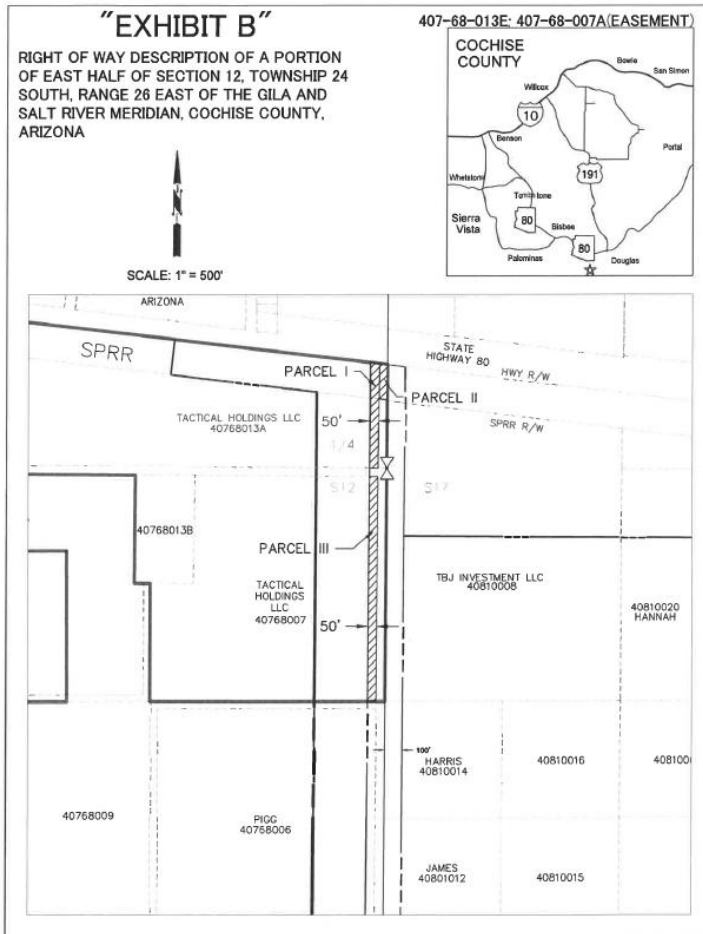 "EXHIBIT B"
407-68-013E; 407-68-007A(EASEMENT)
RIGHT OF WAY DESCRIPTION OF A PORTION
OF EAST HALF OF SECTION 12, TOWNSHIP 24
SOUTH, RANGE 26 EAST OF THE GILA AND
SALT RIVER MERIDIAN, COCHISE COUNTY,
ARIZONA
N
SCALE: 1" = 500'
COCHISE
COUNTY
Bowie
San Simon
Willcox
10
Benson
Portal
191
Whetstone
Tombstone
Sierra
Vista
80
Bisbee
80
Palominas
Douglas
ARIZONA
SPRR
STATE
HIGHWAY 80
HWY R/W
PARCEL I
PARCEL II
SPRR R/W
TACTICAL HOLDINGS LLC
40768013A
50'
1/4
S12
S17
40768013B
PARCEL III
TACTICAL
HOLDINGS
LLC
40768007
TBJ INVESTMENT LLC
40810008
40810020
HANNAH
50'
100'
HARRIS
40810014
40810016
4081001
40768009
PIGG
40768006
JAMES
40801012
40810015